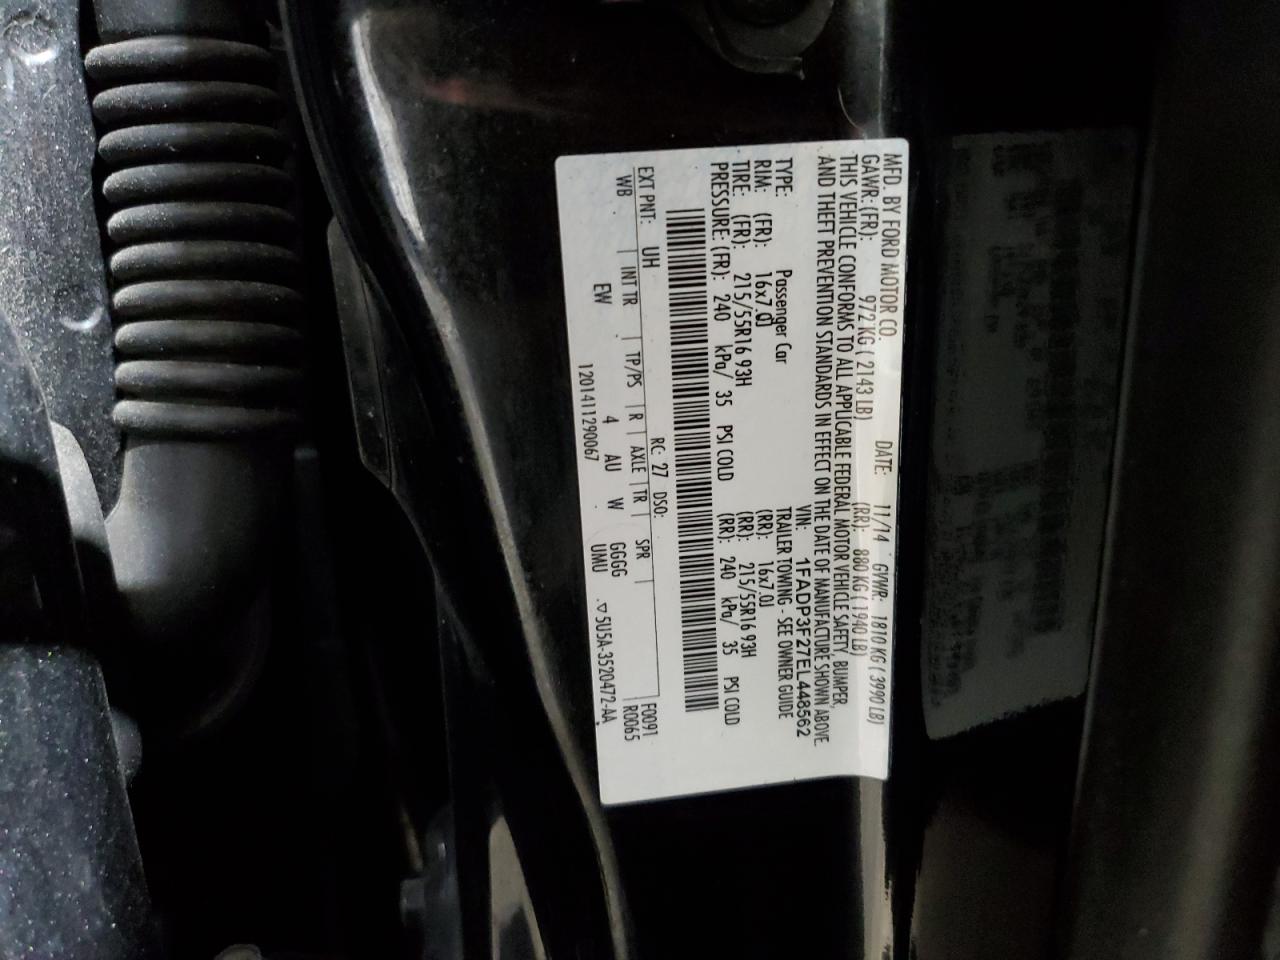 MFD. BY FORD MOTOR CO.
DATE: 11/14 GVWR: 1810 KG ( 3990 LB)
GAWR: (FR): 972 KG ( 2143 LB) (RR): 880 KG ( 1940 LB)
THIS VEHICLE CONFORMS TO ALL APPLICABLE FEDERAL MOTOR VEHICLE SAFETY, BUMPER,
AND THEFT PREVENTION STANDARDS IN EFFECT ON THE DATE OF MANUFACTURE SHOWN ABOVE.
VIN: 1FADP3F27EL448562
TYPE: Passenger Car TRAILER TOWING - SEE OWNER GUIDE
RIM: (FR): 16x7.0J (RR): 16x7.0J
TIRE: (FR): 215/55R16 93H (RR): 215/55R16 93H
PRESSURE: (FR): 240 kPa/ 35 PSI COLD (RR): 240 kPa/ 35 PSI COLD
EXT PNT: UH RC: 27 DSO: F0091
WB INT TR TP/PS R AXLE TR SPR R0065
EW 4 AU W GGGG
UMU
1201411290067 ▽5U5A-3520472-AA